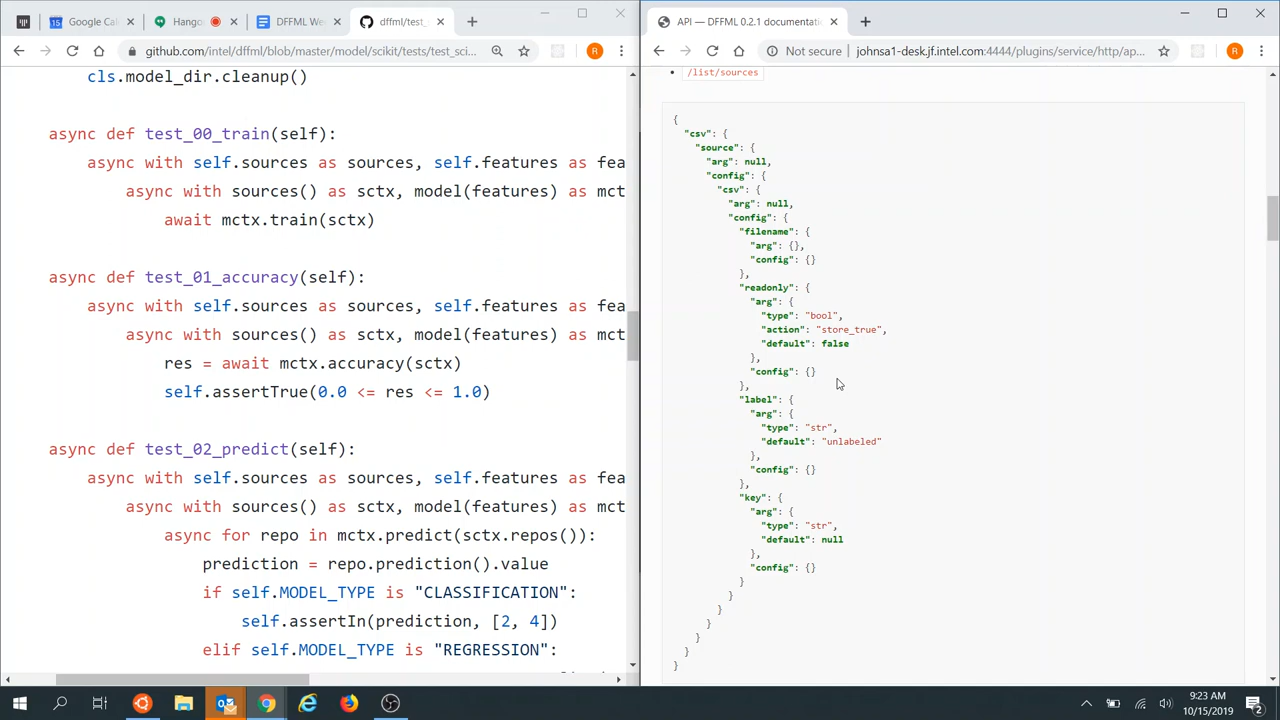 Google Cal
Hango
DFFML We
dffml/test_
github.com/intel/dffml/blob/master/model/scikit/tests/test_sci...
R
cls.model_dir.cleanup()
async def test_00_train(self):
async with self.sources as sources, self.features as fea
async with sources() as sctx, model(features) as mct
await mctx.train(sctx)
async def test_01_accuracy(self):
async with self.sources as sources, self.features as fea
async with sources() as sctx, model(features) as mct
res = await mctx.accuracy(sctx)
self.assertTrue(0.0 <= res <= 1.0)
async def test_02_predict(self):
async with self.sources as sources, self.features as fea
async with sources() as sctx, model(features) as mct
async for repo in mctx.predict(sctx.repos()):
prediction = repo.prediction().value
if self.MODEL_TYPE is "CLASSIFICATION":
self.assertIn(prediction, [2, 4])
elif self.MODEL_TYPE is "REGRESSION":
API — DFFML 0.2.1 documentatio
Not secure
johnsa1-desk.jf.intel.com:4444/plugins/service/http/ap...
R
/list/sources
{
"csv": {
"source": {
"arg": null,
"config": {
"csv": {
"arg": null,
"config": {
"filename": {
"arg": {},
"config": {}
},
"readonly": {
"arg": {
"type": "bool",
"action": "store_true",
"default": false
},
"config": {}
},
"label": {
"arg": {
"type": "str",
"default": "unlabeled"
},
"config": {}
},
"key": {
"arg": {
"type": "str",
"default": null
},
"config": {}
}
}
}
}
}
}
}
9:23 AM
10/15/2019
2